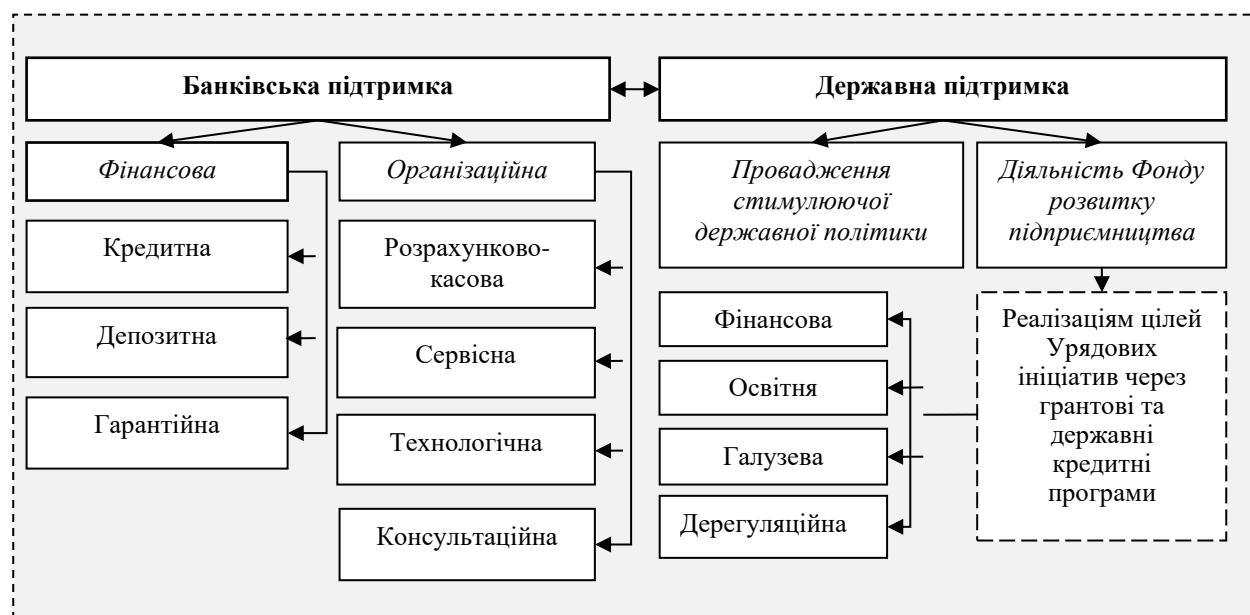 Банківська підтримка
Державна підтримка
Фінансова
Організаційна
Провадження
стимулюючої
державної політики
Діяльність Фонду
розвитку
підприємництва
Кредитна
Депозитна
Гарантійна
Розрахунково-
касова
Сервісна
Технологічна
Консультаційна
Фінансова
Освітня
Галузева
Дерегуляційна
Реалізаціям цілей
Урядових
ініціатив через
грантові та
державні
кредитні
програми